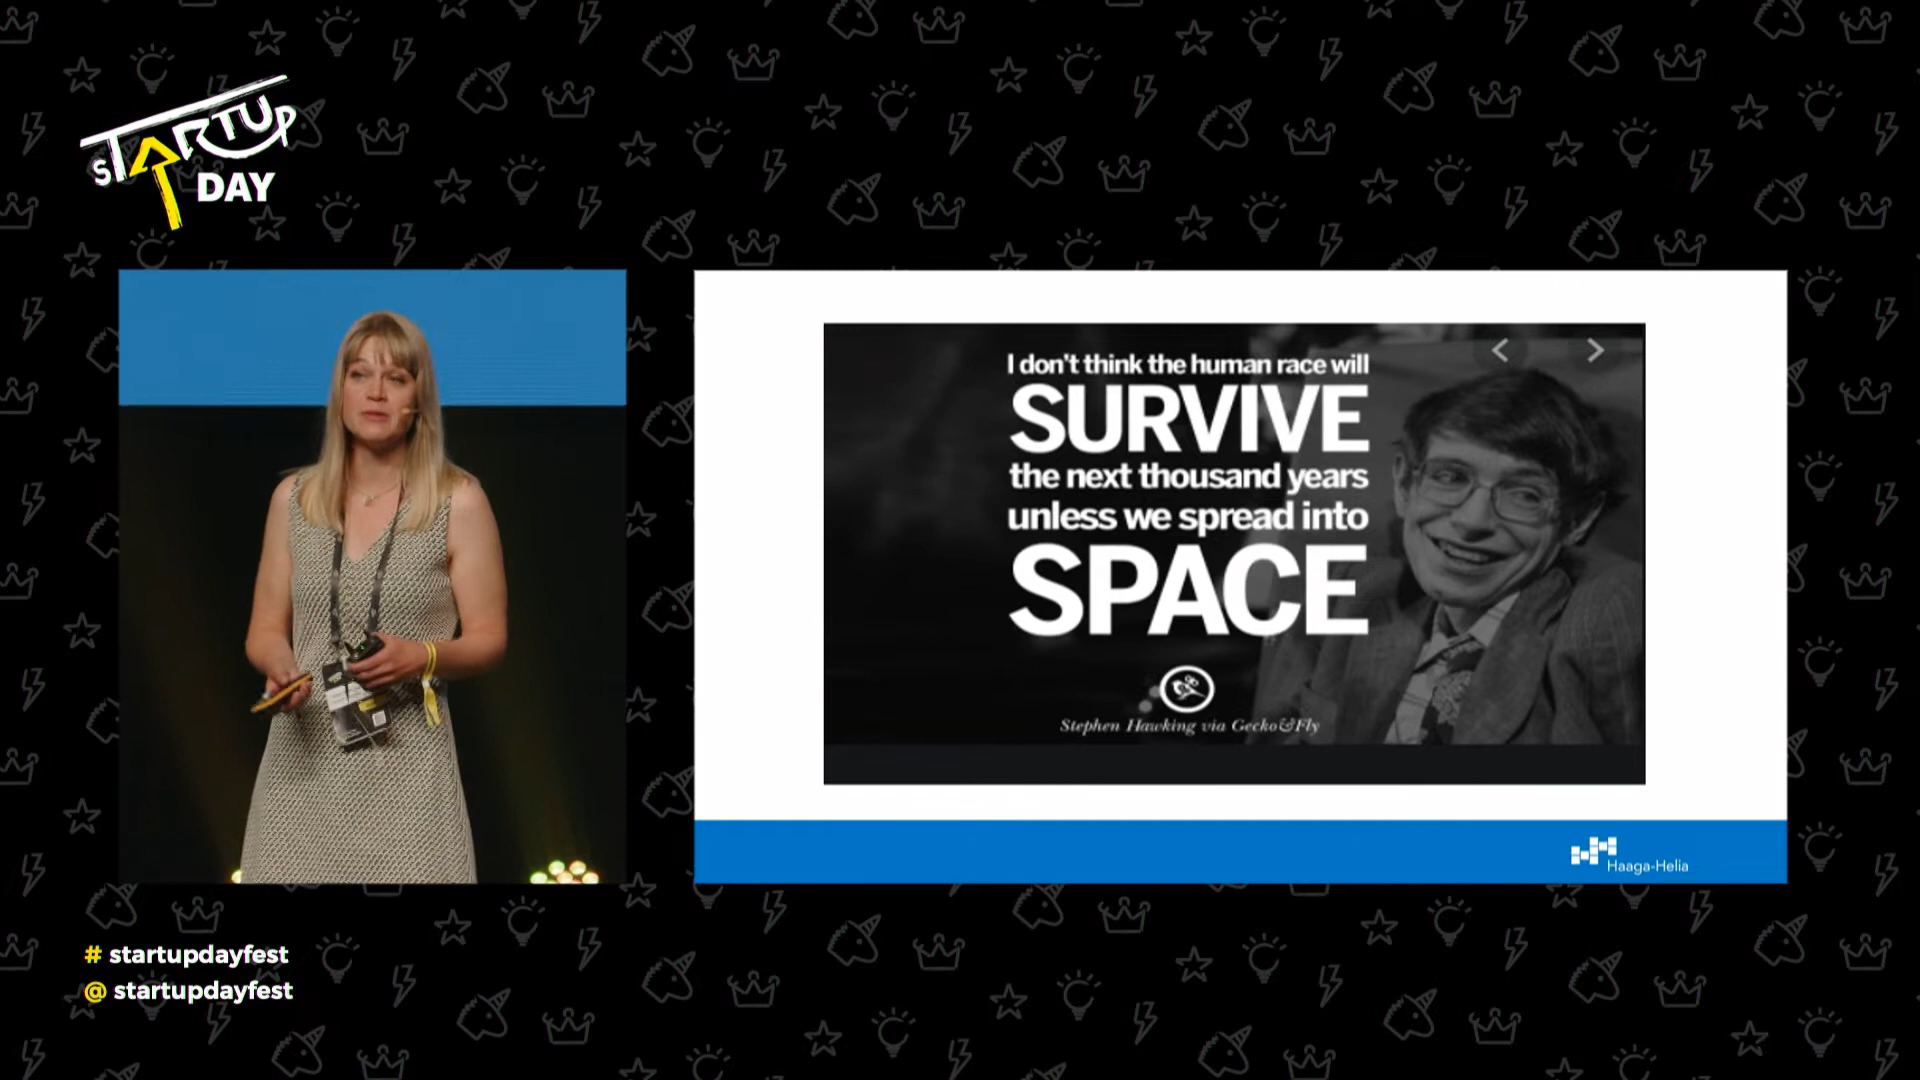 STARTUP
DAY
I don't think the human race will
SURVIVE
the next thousand years
unless we spread into
SPACE
Stephen Hawking via Gecko&Fly
Haaga-Helia
# startupdayfest
@ startupdayfest